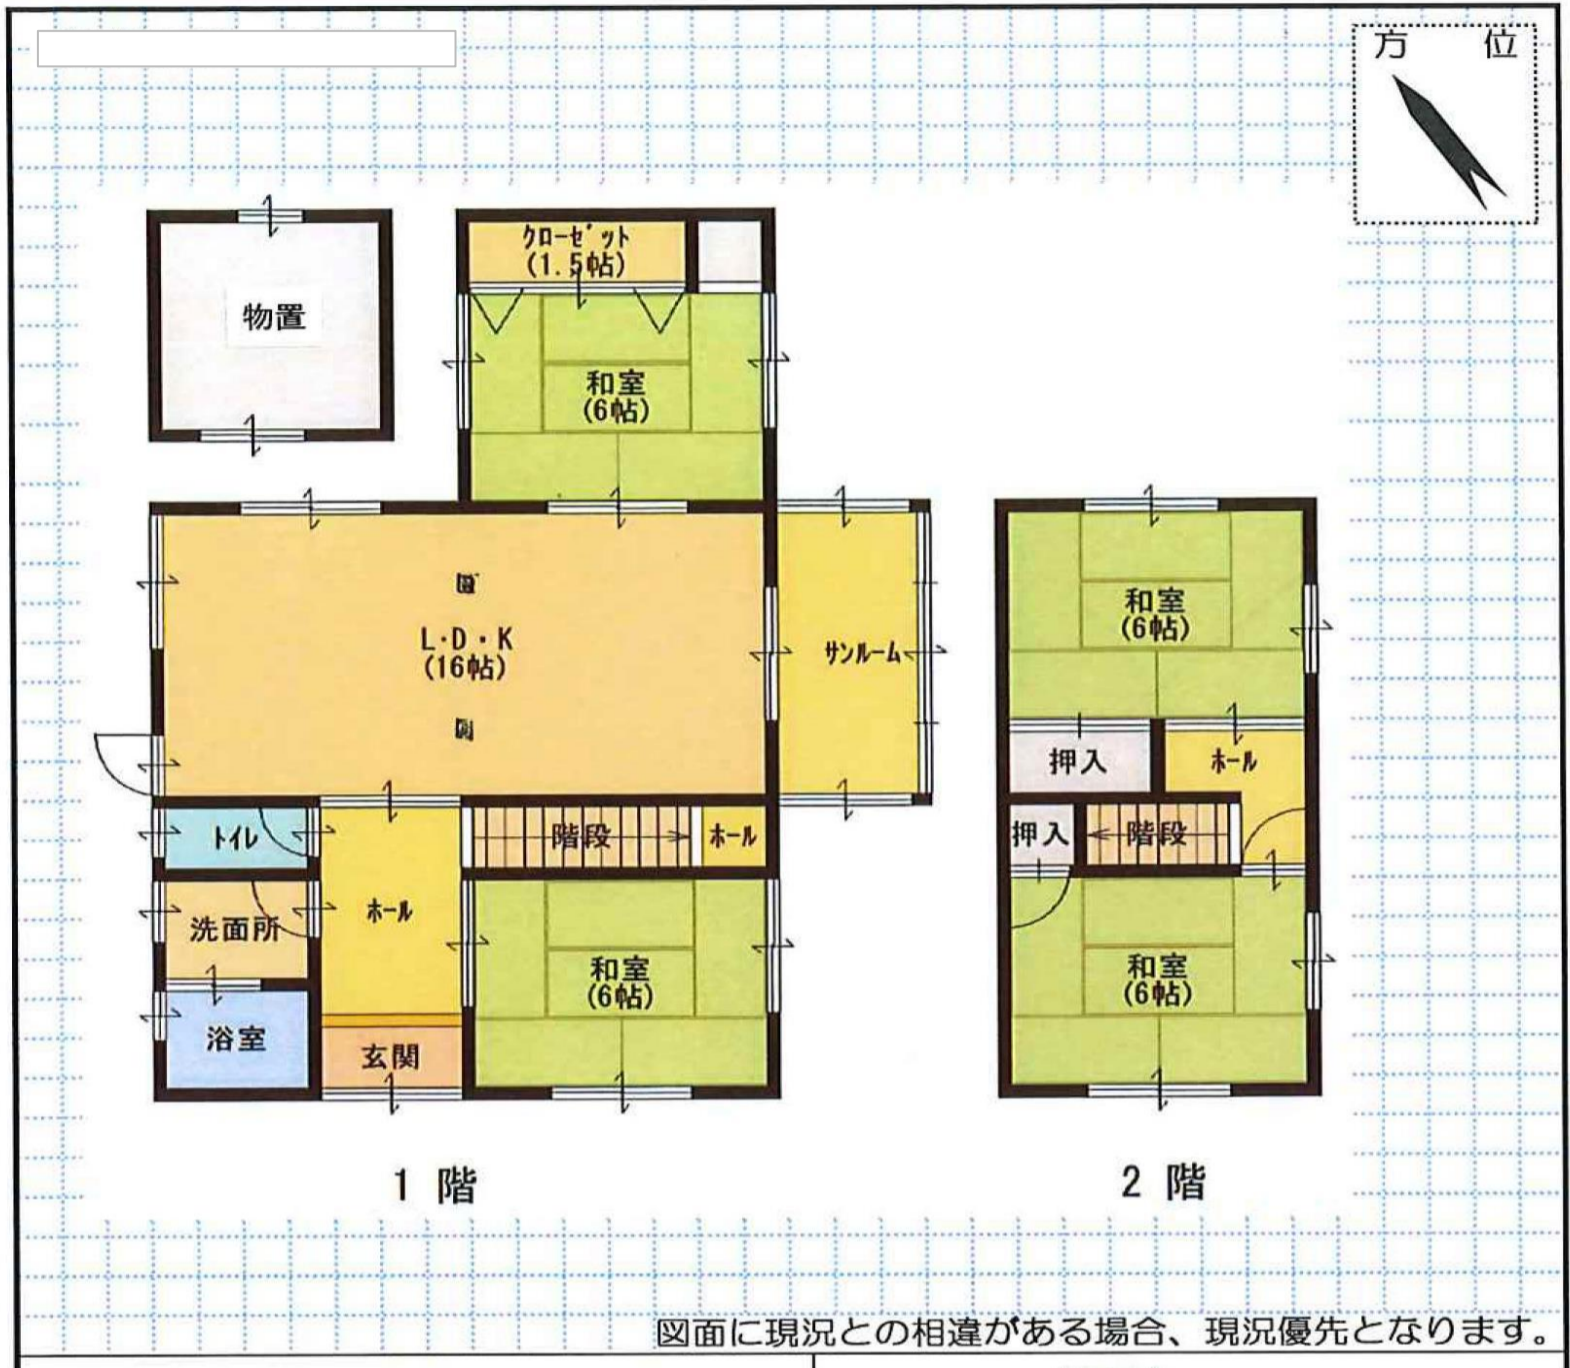 方 位
クローゼット
(1.5帖)
物置
和室
(6帖)
L・D・K
(16帖)
サンルーム
和室
(6帖)
押入
ホール
トイレ
階段
ホール
押入
階段
洗面所
ホール
和室
(6帖)
和室
(6帖)
浴室
玄関
1 階
2 階
図面に現況との相違がある場合、現況優先となります。